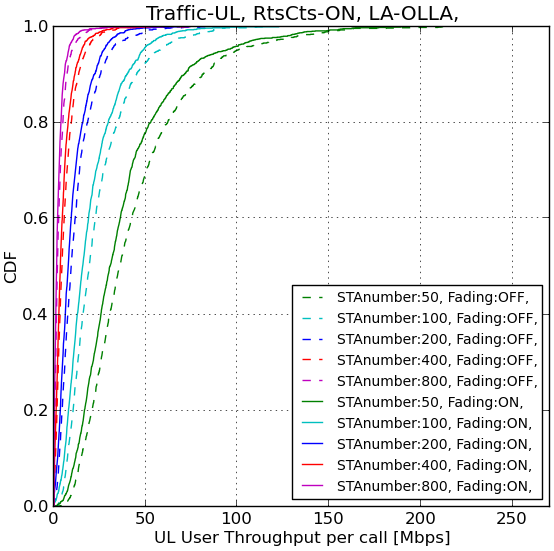 Traffic-UL, RtsCts-ON, LA-OLLA,
1.0
0.8
0.6
0.4
0.2
0.0
CDF
STAnumber:50, Fading:OFF,
STAnumber:100, Fading:OFF,
STAnumber:200, Fading:OFF,
STAnumber:400, Fading:OFF,
STAnumber:800, Fading:OFF,
STAnumber:50, Fading:ON,
STAnumber:100, Fading:ON,
STAnumber:200, Fading:ON,
STAnumber:400, Fading:ON,
STAnumber:800, Fading:ON,
0 50 100 150 200 250
UL User Throughput per call [Mbps]